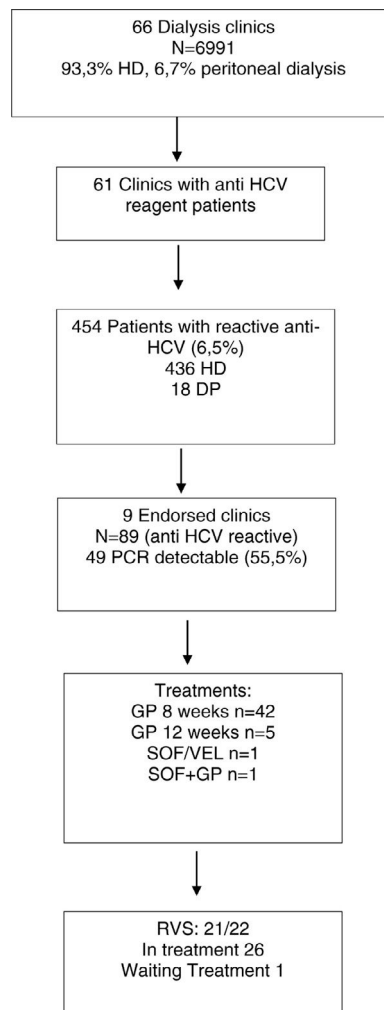 66 Dialysis clinics
N=6991
93,3% HD, 6,7% peritoneal dialysis
61 Clinics with anti HCV
reagent patients
454 Patients with reactive anti-
HCV (6,5%)
436 HD
18 DP
9 Endorsed clinics
N=89 (anti HCV reactive)
49 PCR detectable (55,5%)
Treatments:
GP 8 weeks n=42
GP 12 weeks n=5
SOF/VEL n=1
SOF+GP n=1
RVS: 21/22
In treatment 26
Waiting Treatment 1